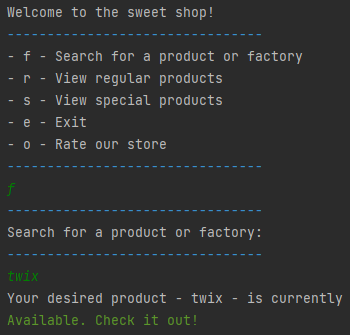 Welcome to the sweet shop!
-------------------------------
- f - Search for a product or factory
- r - View regular products
- s - View special products
- e - Exit
- o - Rate our store
-------------------------------
f
-------------------------------
Search for a product or factory:
-------------------------------
twix
Your desired product - twix - is currently
Available. Check it out!